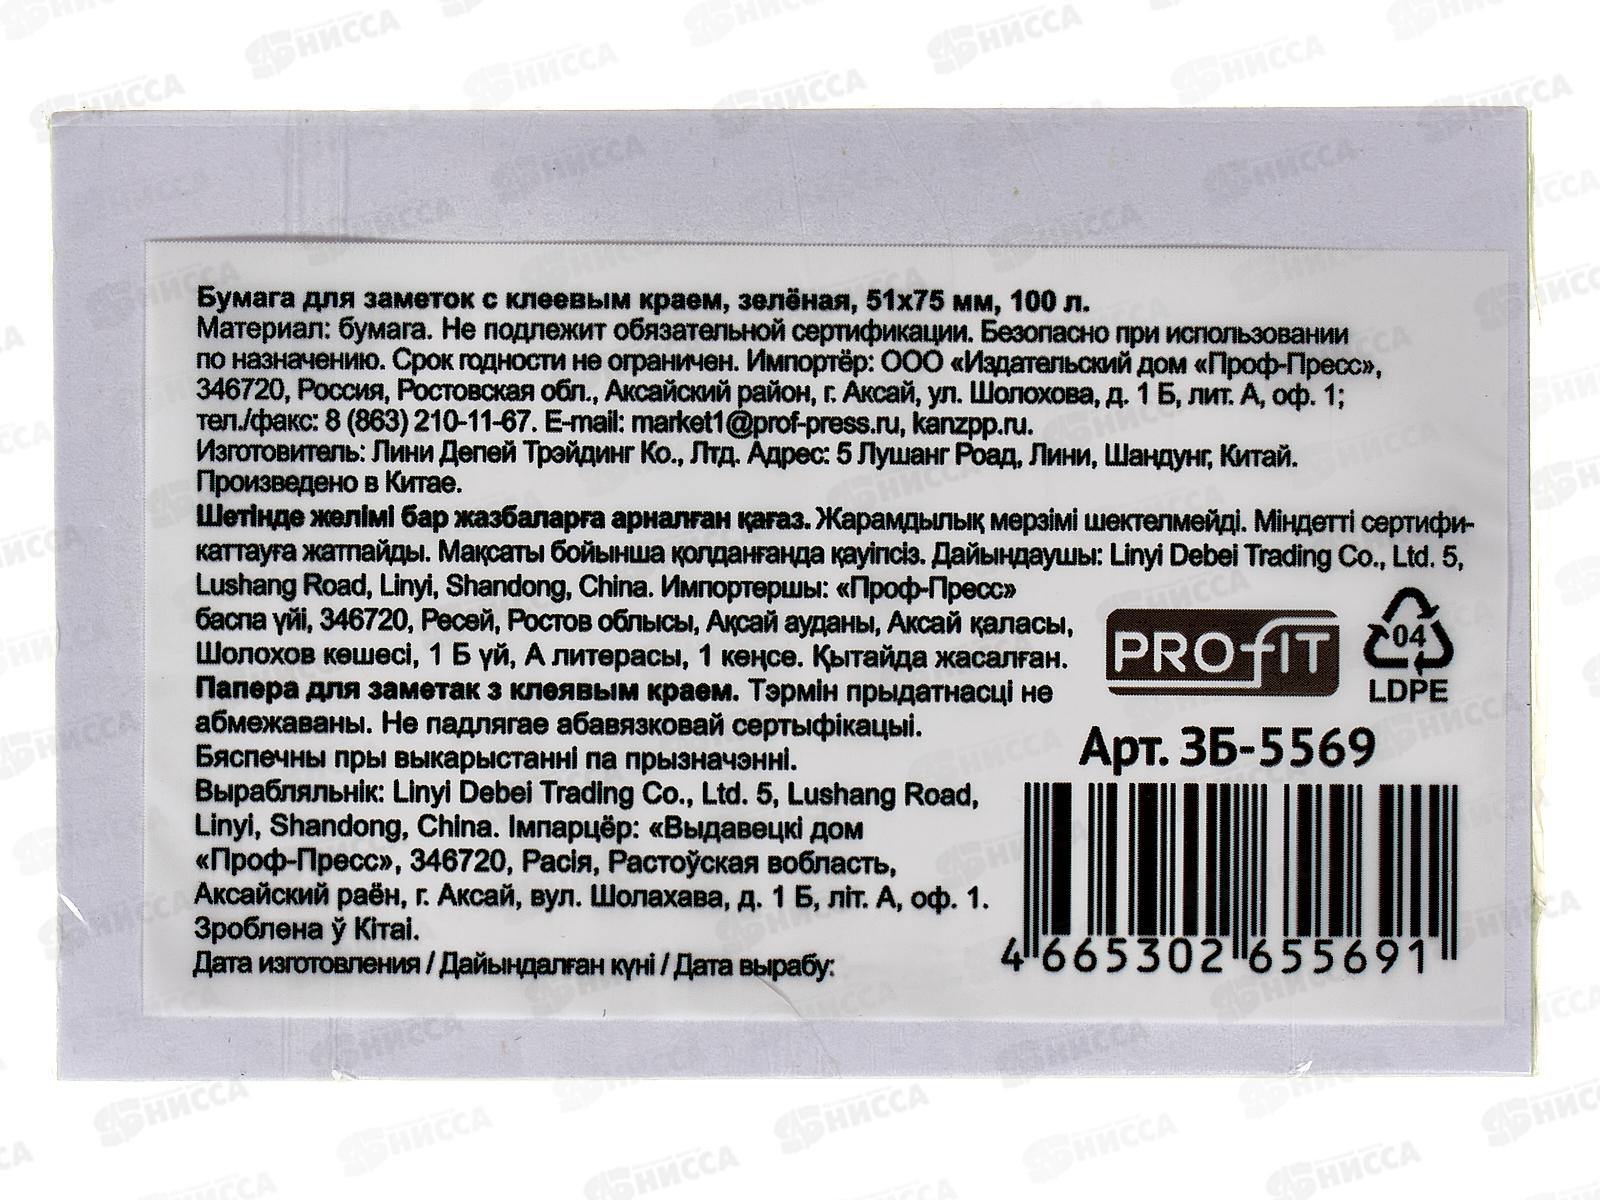 Бумага для заметок с клеевым краем, зелёная, 51х75 мм, 100 л.
Материал: бумага. Не подлежит обязательной сертификации. Безопасно при использовании
по назначению. Срок годности не ограничен. Импортёр: ООО «Издательский дом «Проф-Пресс»,
346720, Россия, Ростовская обл., Аксайский район, г. Аксай, ул. Шолохова, д. 1 Б, лит. А, оф. 1;
тел./факс: 8 (863) 210-11-67. E-mail: market1@prof-press.ru, kanzpp.ru.
Изготовитель: Лини Депей Трэйдинг Ко., Лтд. Адрес: 5 Лушанг Роад, Лини, Шандунг, Китай.
Произведено в Китае.
Шетінде желімі бар жазбаларға арналған қағаз. Жарамдылық мерзімі шектелмейді. Міндетті сертифи-
каттауға жатпайды. Мақсаты бойынша қолданғанда қауіпсіз. Дайындаушы: Linyi Debei Trading Co., Ltd. 5,
Lushang Road, Linyi, Shandong, China. Импортершы: «Проф-Пресс»
баспа үйі, 346720, Ресей, Ростов облысы, Ақсай ауданы, Аксай қаласы,
Шолохов көшесі, 1 Б үй, А литерасы, 1 кеңсе. Қытайда жасалған.
Папера для заметак з клеявым краем. Тэрмін прыдатнасці не
абмежаваны. Не падлягае абавязковай сертыфікацыі.
Бяспечны пры выкарыстанні па прызначэнні.
Вырабляльнік: Linyi Debei Trading Co., Ltd. 5, Lushang Road,
Linyi, Shandong, China. Імпарцёр: «Выдавецкі дом
«Проф-Пресс», 346720, Расія, Растоўская вобласть,
Аксайский раён, г. Аксай, вул. Шолахава, д. 1 Б, літ. А, оф. 1.
Зроблена ў Кітаі.
Дата изготовления / Дайындалған күні / Дата вырабу:
PROfIT
04
LDPE
Арт. ЗБ-5569
4 665302 655691